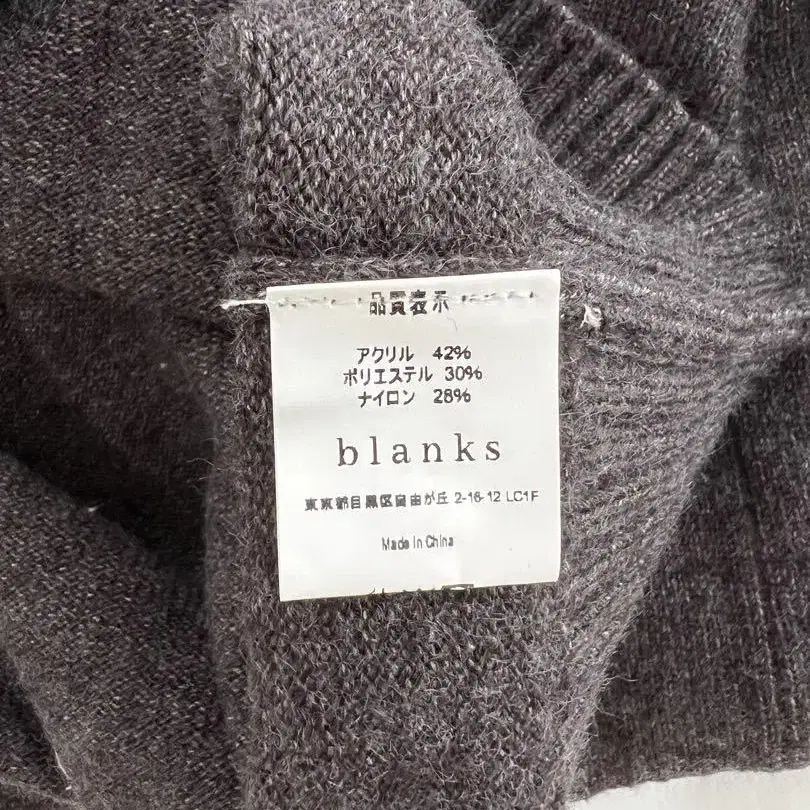 品質表示
アクリル 42%
ポリエステル 30%
ナイロン 28%
blanks
東京都目黒区自由が丘 2-16-12 LC1F
Made in China